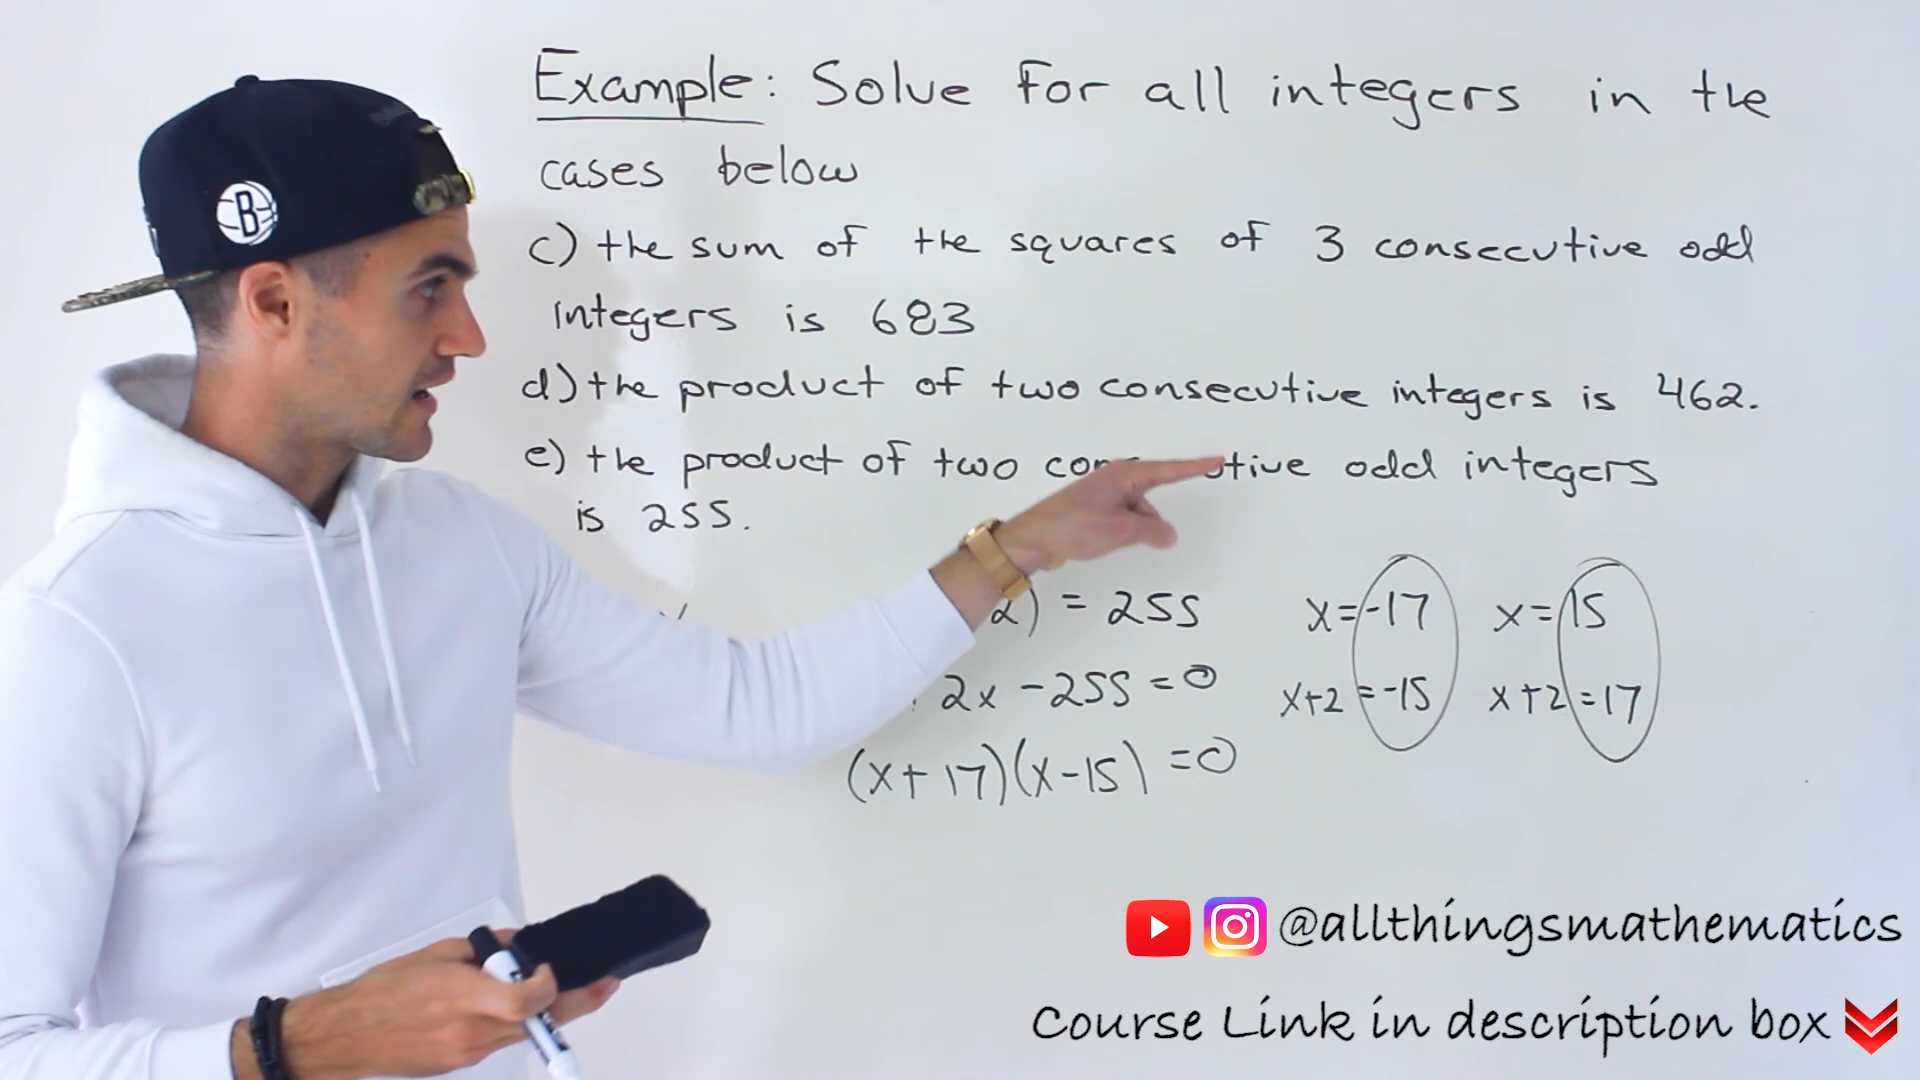 Example: Solve for all integers in the
cases below
c) the sum of the squares of 3 consecutive odd
integers is 683
d) the product of two consecutive integers is 462.
e) the product of two odd integers
is 255.
2) = 255
x=-17
x=15
2x -255 =0
x+2 =-15
x+2 =17
(x+17)(x-15) =0
B
@allthingsmathematics
Course Link in description box